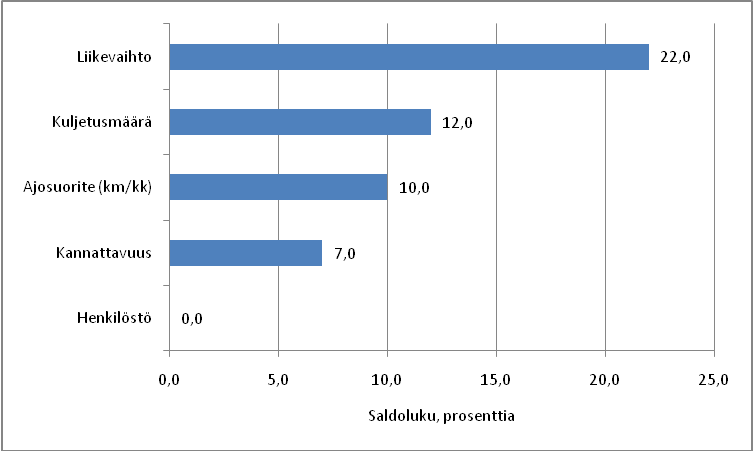 Liikevaihto 22,0
Kuljetusmäärä 12,0
Ajosuorite (km/kk) 10,0
Kannattavuus 7,0
Henkilöstö 0,0
0,0 5,0 10,0 15,0 20,0 25,0
Saldoluku, prosenttia